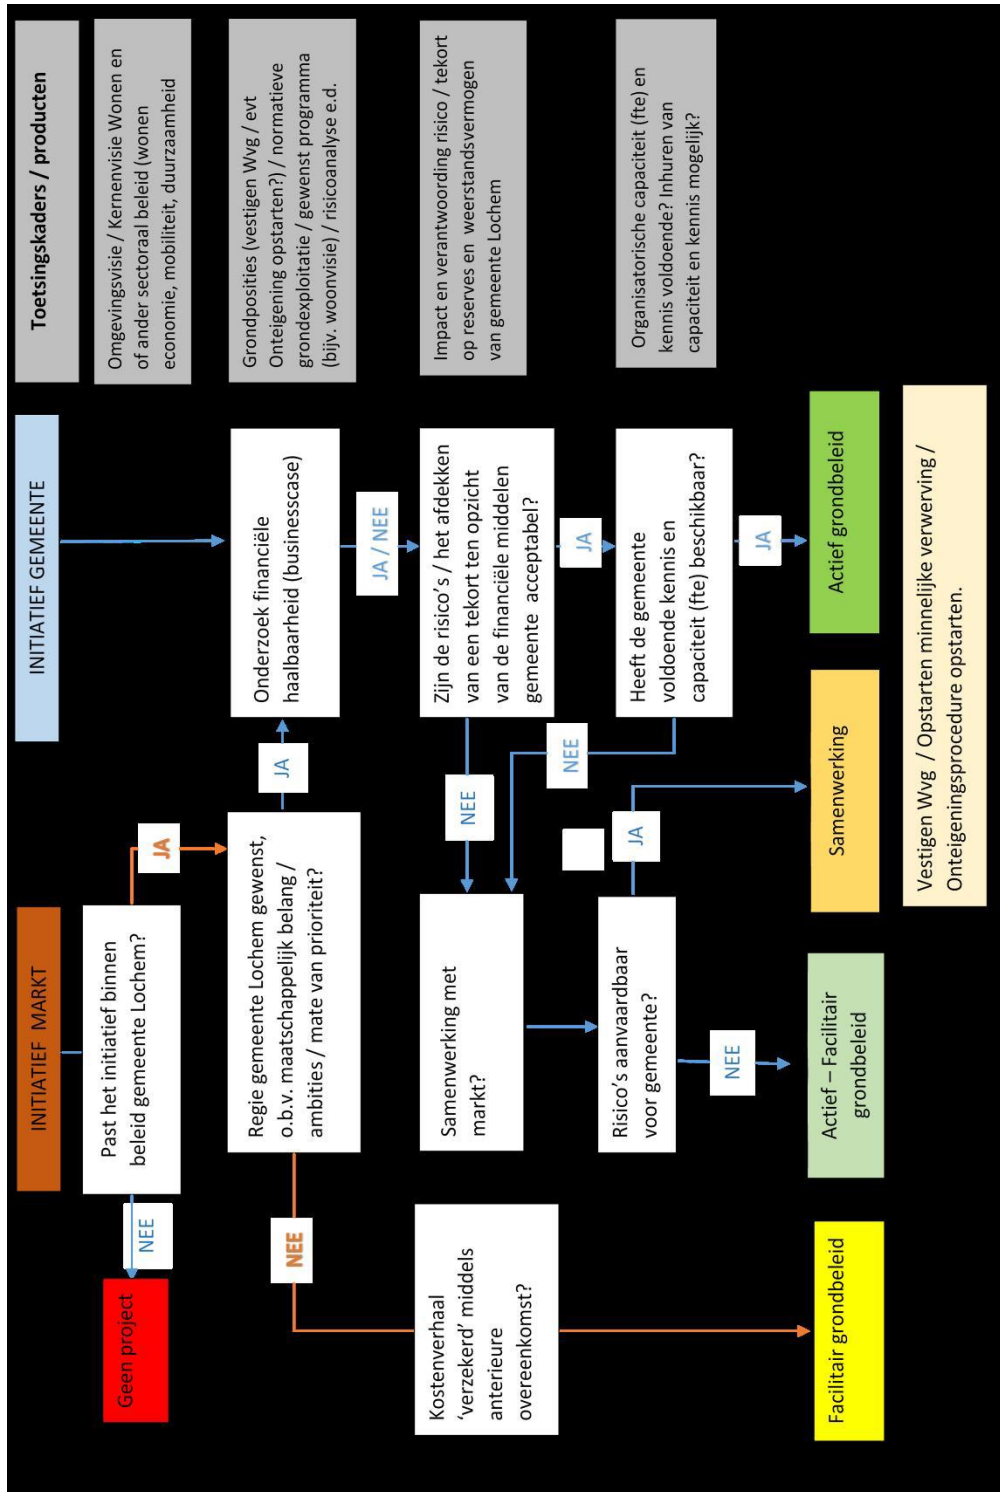 INITIATIEF MARKT
INITIATIEF GEMEENTE
Toetsingskaders / producten
Geen project
NEE
Past het initiatief binnen
beleid gemeente Lochem?
JA
Omgevingsvisie / Kernenvisie Wonen en
of ander sectoraal beleid (wonen
economie, mobiliteit, duurzaamheid
NEE
Regie gemeente Lochem gewenst,
o.b.v. maatschappelijk belang /
ambities / mate van prioriteit?
JA
Onderzoek financiële
haalbaarheid (businesscase)
JA / NEE
Grondposities (vestigen Wvg / evt
Onteigening opstarten?) / normatieve
grondexploitatie / gewenst programma
(bijv. woonvisie) / risicoanalyse e.d.
Kostenverhaal
‘verzekerd’ middels
anterieure
overeenkomst?
Samenwerking met
markt?
NEE
Zijn de risico’s / het afdekken
van een tekort ten opzicht
van de financiële middelen
gemeente acceptabel?
JA
Impact en verantwoording risico / tekort
op reserves en weerstandsvermogen
van gemeente Lochem
Risico’s aanvaardbaar
voor gemeente?
NEE
JA
NEE
Heeft de gemeente
voldoende kennis en
capaciteit (fte) beschikbaar?
JA
Organisatorische capaciteit (fte) en
kennis voldoende? Inhuren van
capaciteit en kennis mogelijk?
Facilitair grondbeleid
Actief – Facilitair
grondbeleid
Samenwerking
Actief grondbeleid
Vestigen Wvg / Opstarten minnelijke verwerving /
Onteigeningsprocedure opstarten.